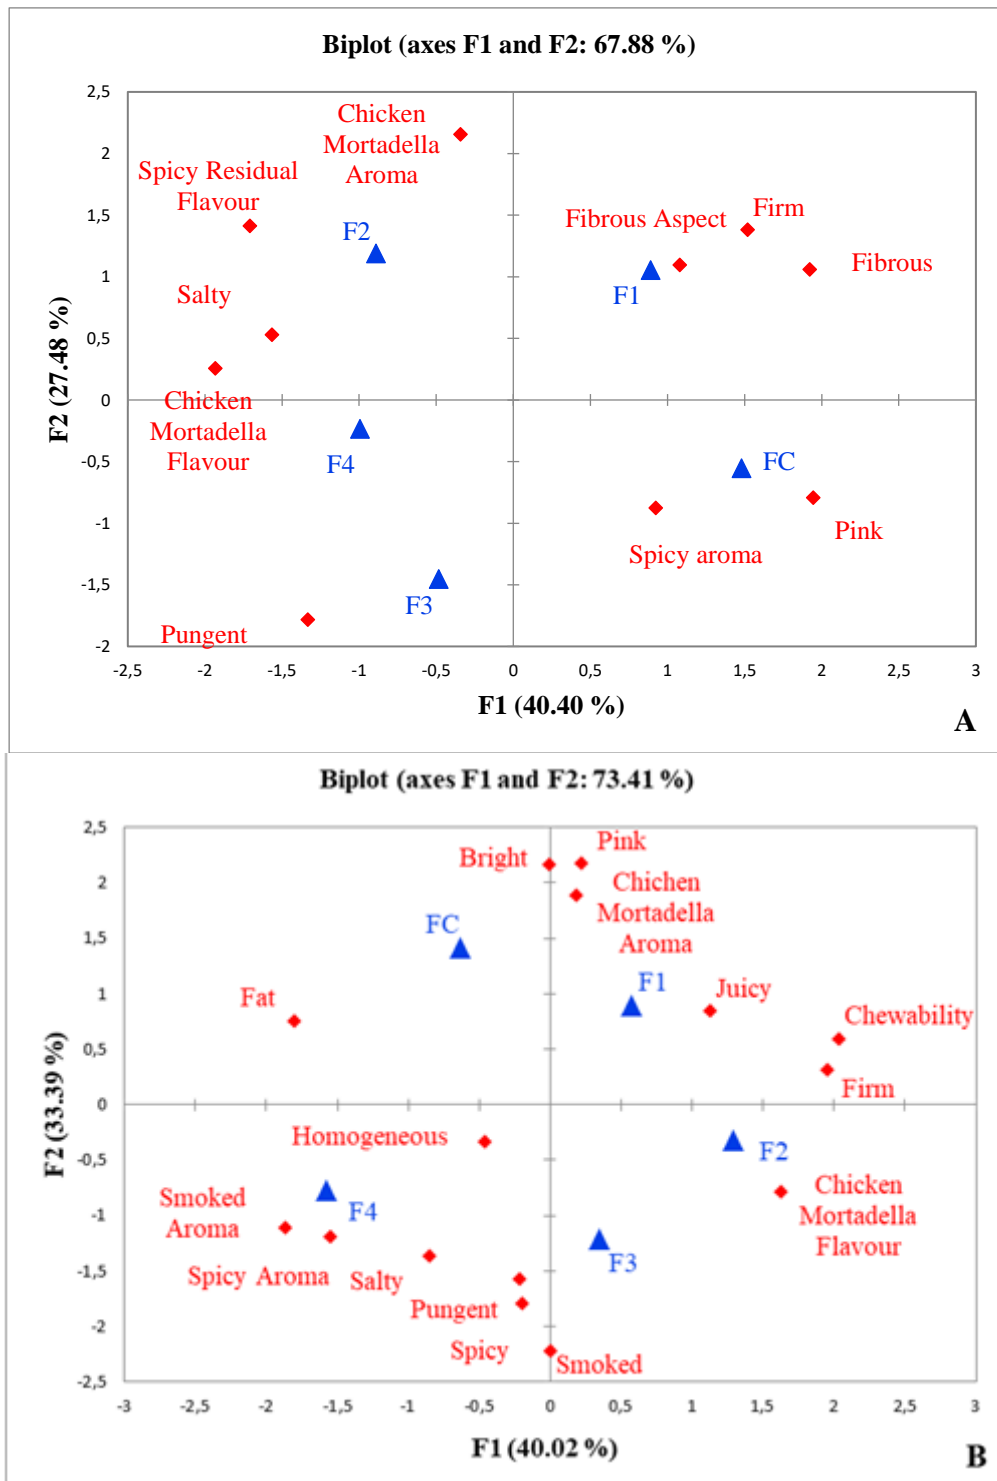 Biplot (axes F1 and F2: 67.88 %)
2,5
2
1,5
1
0,5
0
-0,5
-1
-1,5
-2
F2 (27.48 %)
Chicken
Mortadella
Aroma
Spicy Residual
Flavour
F2
Fibrous Aspect
Firm
Fibrous
F1
Salty
Chicken
Mortadella
Flavour
F4
FC
Pink
Spicy aroma
F3
Pungent
-2,5 -2 -1,5 -1 -0,5 0 0,5 1 1,5 2 2,5 3
F1 (40.40 %)
A
Biplot (axes F1 and F2: 73.41 %)
2,5
2
1,5
1
0,5
0
-0,5
-1
-1,5
-2
-2,5
F2 (33.39 %)
Bright
Pink
Chichen
Mortadella
Aroma
FC
F1
Juicy
Fat
Chewability
Firm
Homogeneous
F2
Chicken
Mortadella
Flavour
Smoked
Aroma
F4
F3
Spicy Aroma
Salty
Pungent
Spicy
Smoked
-3 -2,5 -2 -1,5 -1 -0,5 0 0,5 1 1,5 2 2,5 3
F1 (40.02 %)
B